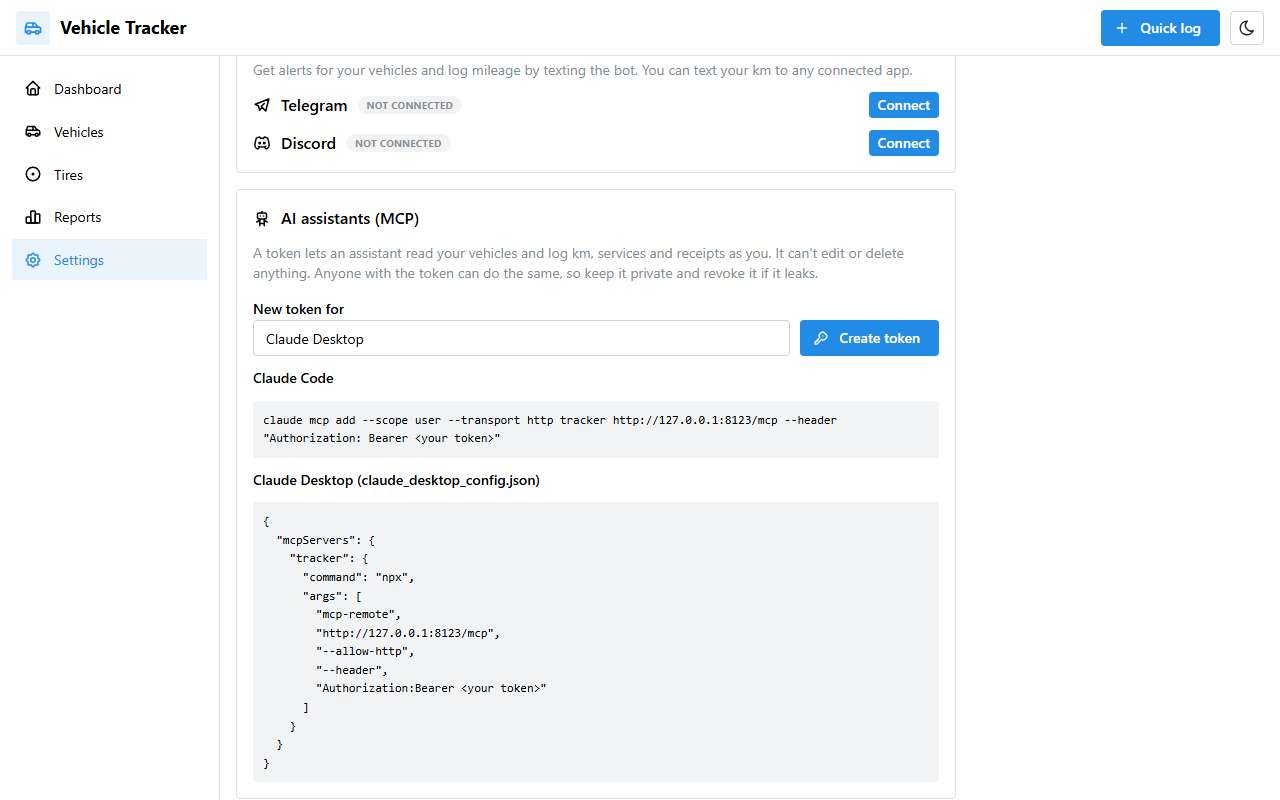 Vehicle Tracker
Quick log
Dashboard
Vehicles
Tires
Reports
Settings
Get alerts for your vehicles and log mileage by texting the bot. You can text your km to any connected app.
Telegram NOT CONNECTED Connect
Discord NOT CONNECTED Connect
AI assistants (MCP)
A token lets an assistant read your vehicles and log km, services and receipts as you. It can't edit or delete
anything. Anyone with the token can do the same, so keep it private and revoke it if it leaks.
New token for
Claude Desktop
Create token
Claude Code
claude mcp add --scope user --transport http tracker http://127.0.0.1:8123/mcp --header
"Authorization: Bearer <your token>"
Claude Desktop (claude_desktop_config.json)
{
  "mcpServers": {
    "tracker": {
      "command": "npx",
      "args": [
        "mcp-remote",
        "http://127.0.0.1:8123/mcp",
        "--allow-http",
        "--header",
        "Authorization:Bearer <your token>"
      ]
    }
  }
}